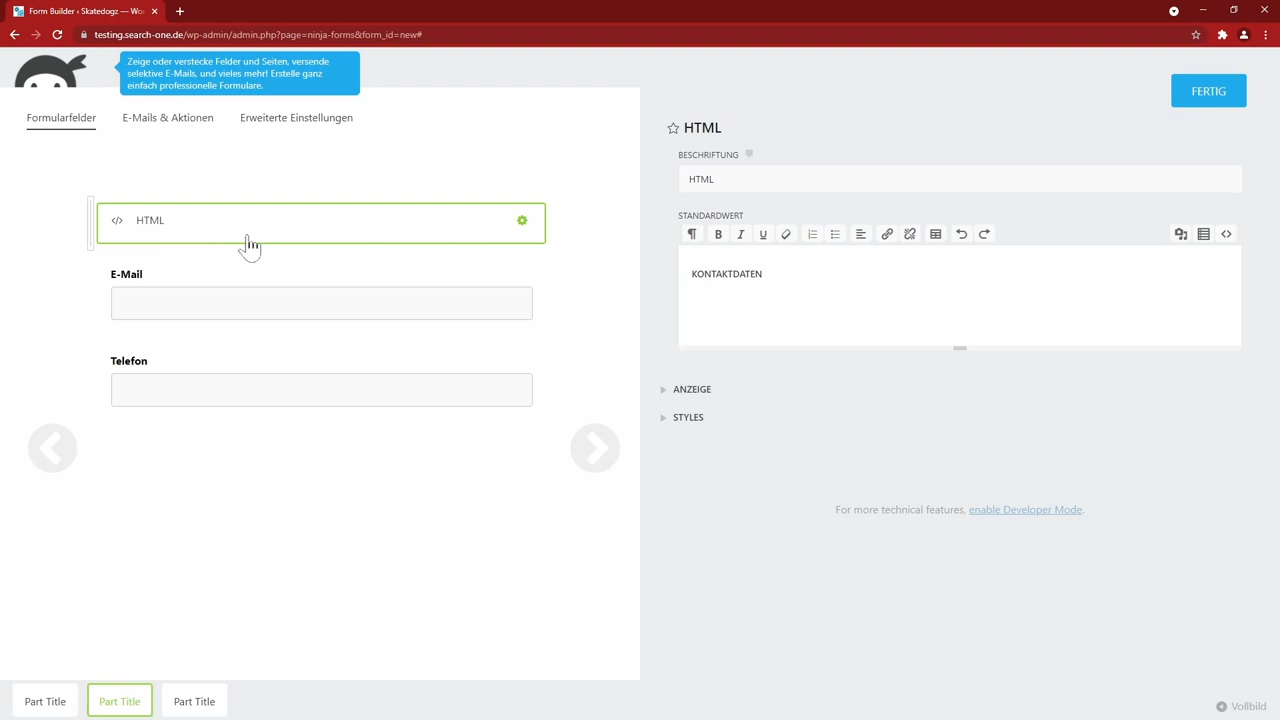 Form Builder ‹ Skatedogz — Wor
testing.search-one.de/wp-admin/admin.php?page=ninja-forms&form_id=new#
Zeige oder verstecke Felder und Seiten, versende
selektive E-Mails, und vieles mehr! Erstelle ganz
einfach professionelle Formulare.
FERTIG
Formularfelder
E-Mails & Aktionen
Erweiterte Einstellungen
HTML
E-Mail
Telefon
HTML
BESCHRIFTUNG
HTML
STANDARDWERT
KONTAKTDATEN
ANZEIGE
STYLES
For more technical features, enable Developer Mode.
Part Title
Part Title
Part Title
Vollbild